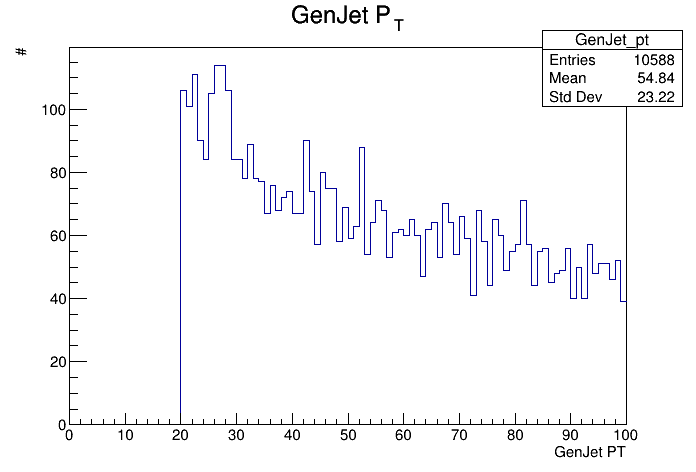 GenJet PT
GenJet_pt
Entries 10588
Mean 54.84
Std Dev 23.22
#
100
80
60
40
20
0
0 10 20 30 40 50 60 70 80 90 100
GenJet PT